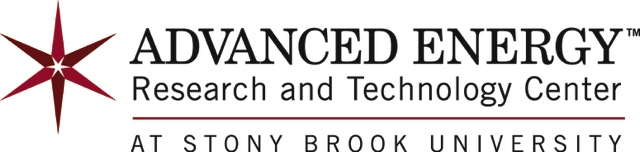 ADVANCED ENERGY™
Research and Technology Center
AT STONY BROOK UNIVERSITY